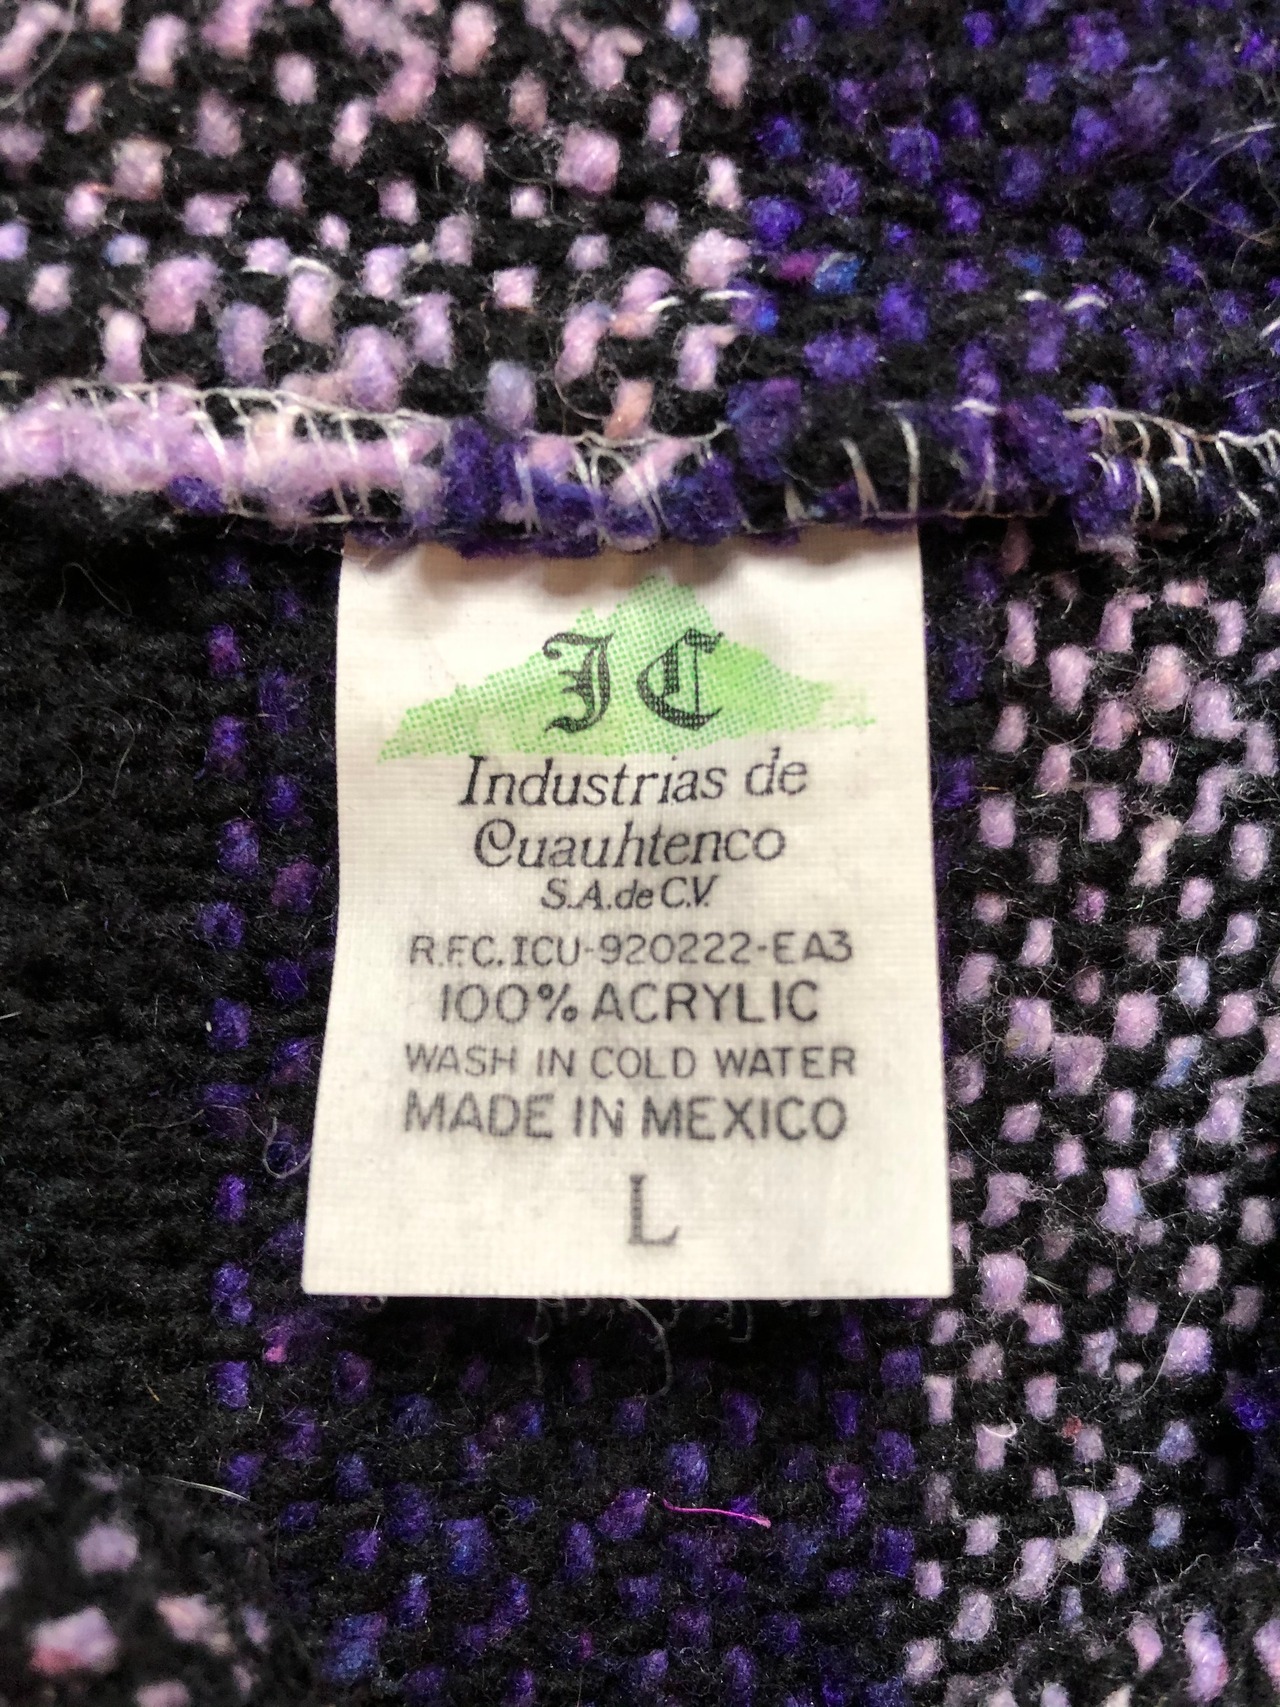 IC
Industrias de
Cuauhtenco
S.A.de C.V.
R.F.C.ICU-920222-EA3
100% ACRYLIC
WASH IN COLD WATER
MADE IN MEXICO
L